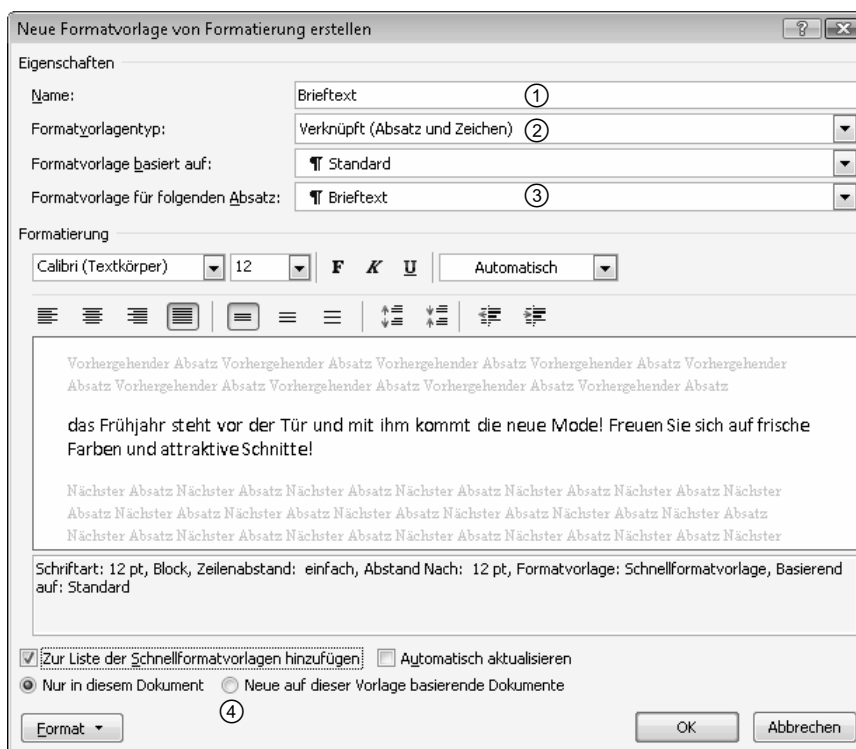 Neue Formatvorlage von Formatierung erstellen ?
Eigenschaften
Name: Brieftext 1
Formatvorlagentyp: Verknüpft (Absatz und Zeichen) 2
Formatvorlage basiert auf: ¶ Standard
Formatvorlage für folgenden Absatz: ¶ Brieftext 3
Formatierung
Calibri (Textkörper) 12 F K U Automatisch
Vorhergehender Absatz Vorhergehender Absatz Vorhergehender Absatz Vorhergehender Absatz Vorhergehender
Absatz Vorhergehender Absatz Vorhergehender Absatz Vorhergehender Absatz Vorhergehender Absatz
das Frühjahr steht vor der Tür und mit ihm kommt die neue Mode! Freuen Sie sich auf frische
Farben und attraktive Schnitte!
Nächster Absatz Nächster Absatz Nächster Absatz Nächster Absatz Nächster Absatz Nächster Absatz Nächster
Absatz Nächster Absatz Nächster Absatz Nächster Absatz Nächster Absatz Nächster Absatz Nächster Absatz
Nächster Absatz Nächster Absatz Nächster Absatz Nächster Absatz Nächster Absatz Nächster Absatz Nächster
Schriftart: 12 pt, Block, Zeilenabstand: einfach, Abstand Nach: 12 pt, Formatvorlage: Schnellformatvorlage, Basierend
auf: Standard
Zur Liste der Schnellformatvorlagen hinzufügen Automatisch aktualisieren
Nur in diesem Dokument Neue auf dieser Vorlage basierende Dokumente
4
Format OK Abbrechen